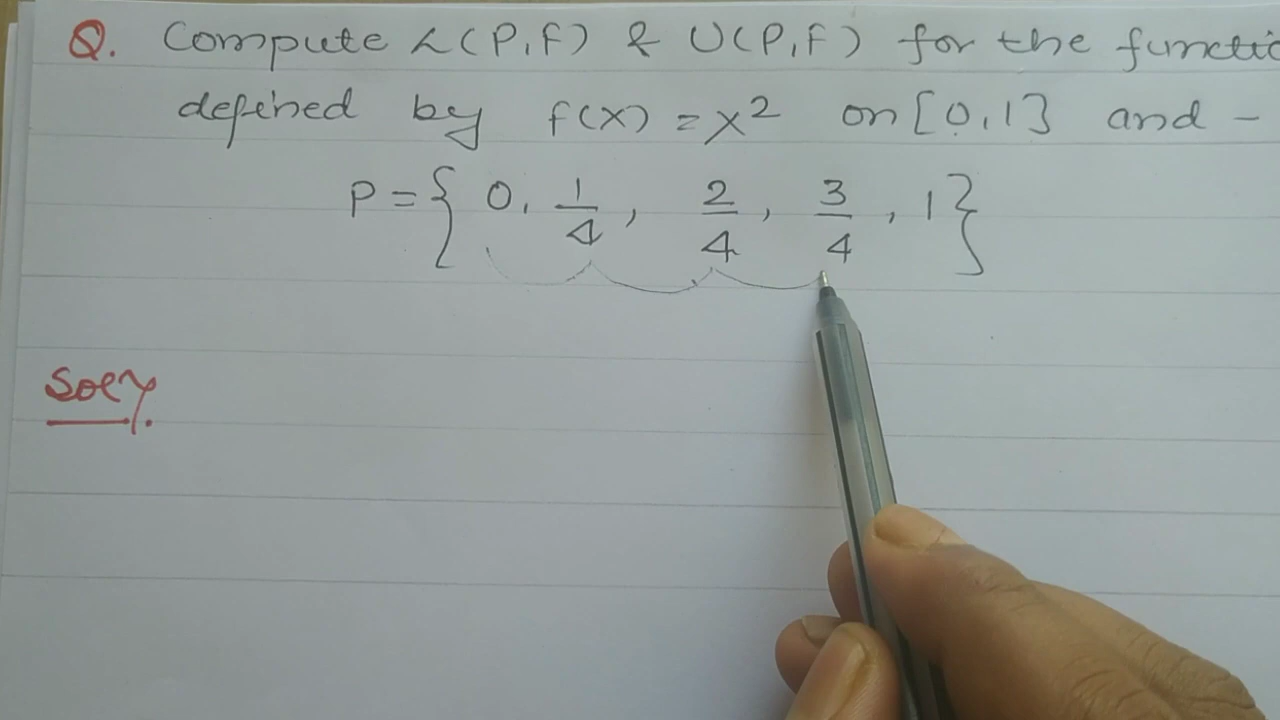 Q. Compute L(P,F) & U(P,F) for the functio
defined by f(x) = x² on [0,1] and -
P = { 0, 1/4, 2/4, 3/4, 1 }
Soln.